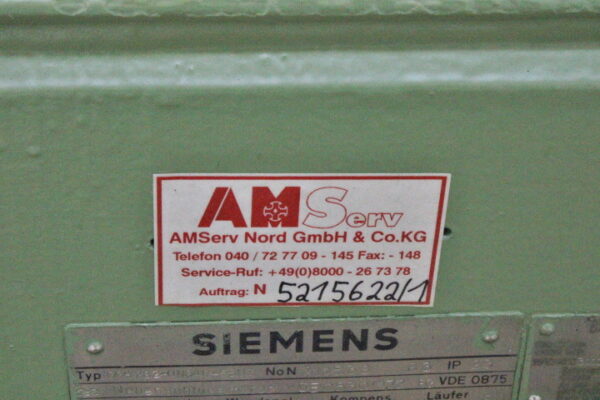 AMServ
AMServ Nord GmbH & Co.KG
Telefon 040 / 72 77 09 - 145 Fax: - 148
Service-Ruf: +49(0)8000 - 26 73 78
Auftrag: N 5215622/1
SIEMENS
Typ NoN IP
VDE 0875
Kompens. Läufer